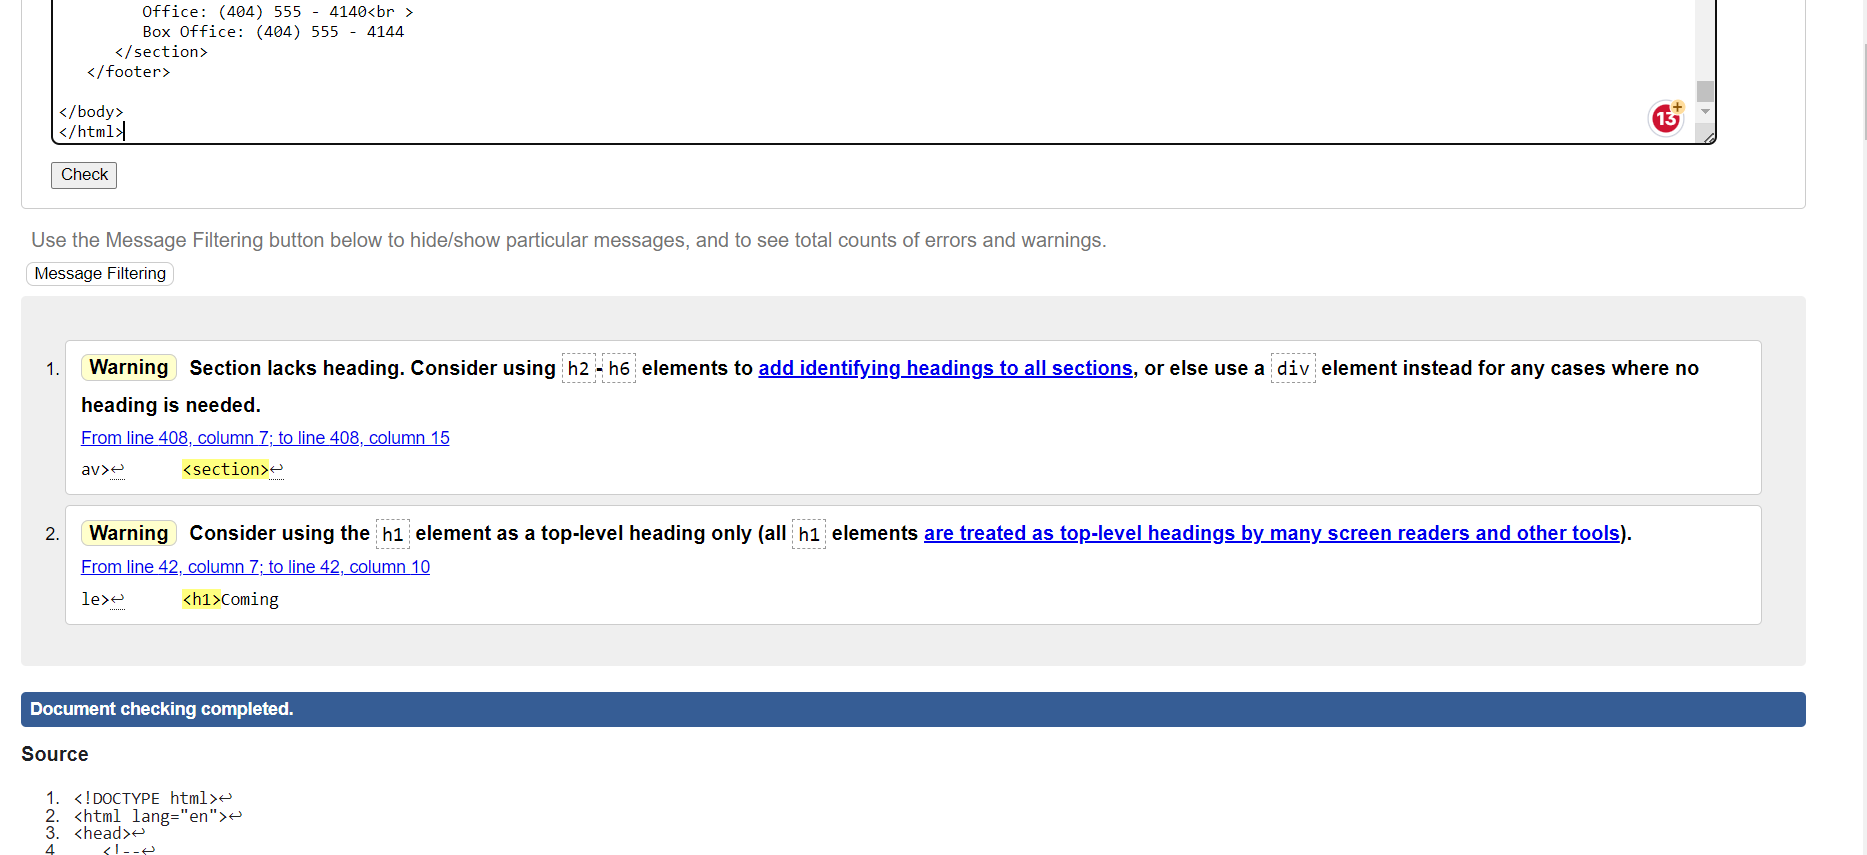 Office: (404) 555 - 4140<br >
Box Office: (404) 555 - 4144
</section>
</footer>
</body>
</html>
13+
Check
Use the Message Filtering button below to hide/show particular messages, and to see total counts of errors and warnings.
Message Filtering
1. Warning Section lacks heading. Consider using h2-h6 elements to add identifying headings to all sections, or else use a div element instead for any cases where no
heading is needed.
From line 408, column 7; to line 408, column 15
av>↩ <section>↩
2. Warning Consider using the h1 element as a top-level heading only (all h1 elements are treated as top-level headings by many screen readers and other tools).
From line 42, column 7; to line 42, column 10
le>↩ <h1>Coming
Document checking completed.
Source
1. <!DOCTYPE html>↩
2. <html lang="en">↩
3. <head>↩
4 <!--↩